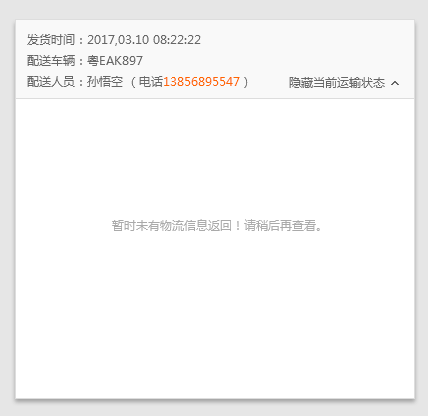 发货时间：2017,03.10 08:22:22
配送车辆：粤EAK897
配送人员：孙悟空 （电话13856895547 ）
隐藏当前运输状态
暂时未有物流信息返回！请稍后再查看。